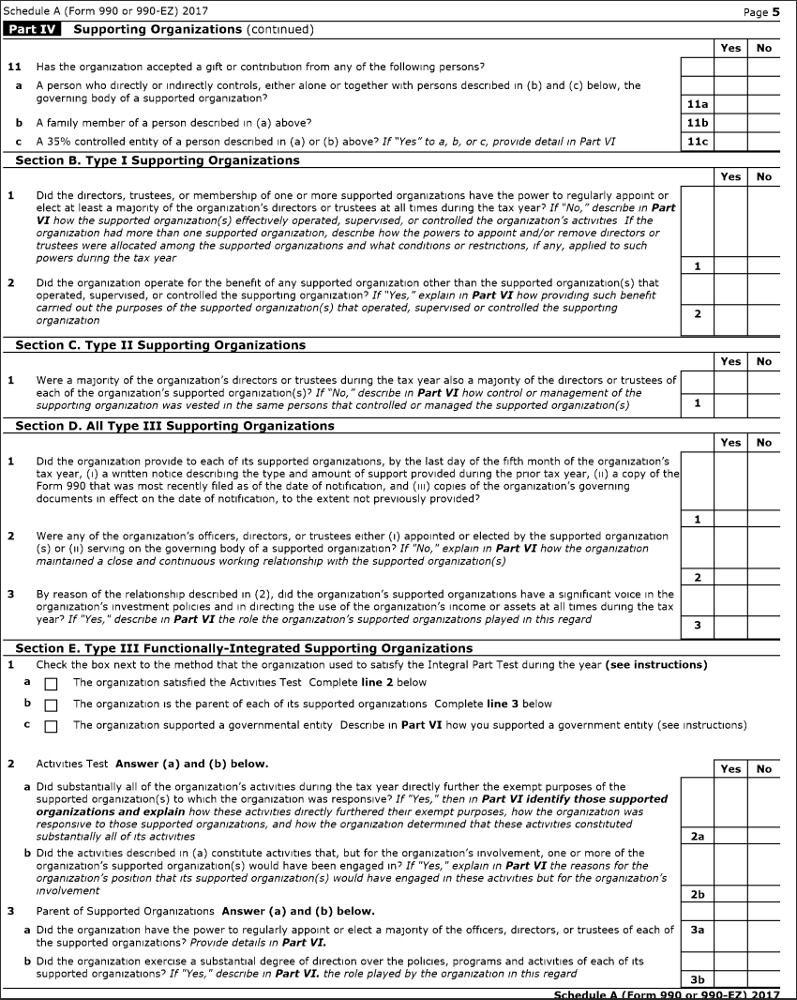 Schedule A (Form 990 or 990-EZ) 2017 Page 5
Part IV Supporting Organizations (continued)
Yes No
11 Has the organization accepted a gift or contribution from any of the following persons?
a A person who directly or indirectly controls, either alone or together with persons described in (b) and (c) below, the
governing body of a supported organization?
11a
b A family member of a person described in (a) above? 11b
c A 35% controlled entity of a person described in (a) or (b) above? If "Yes" to a, b, or c, provide detail in Part VI 11c
Section B. Type I Supporting Organizations
Yes No
1 Did the directors, trustees, or membership of one or more supported organizations have the power to regularly appoint or
elect at least a majority of the organization's directors or trustees at all times during the tax year? If "No," describe in Part
VI how the supported organization(s) effectively operated, supervised, or controlled the organization's activities If the
organization had more than one supported organization, describe how the powers to appoint and/or remove directors or
trustees were allocated among the supported organizations and what conditions or restrictions, if any, applied to such
powers during the tax year
1
2 Did the organization operate for the benefit of any supported organization other than the supported organization(s) that
operated, supervised, or controlled the supporting organization? If "Yes," explain in Part VI how providing such benefit
carried out the purposes of the supported organization(s) that operated, supervised or controlled the supporting
organization
2
Section C. Type II Supporting Organizations
Yes No
1 Were a majority of the organization's directors or trustees during the tax year also a majority of the directors or trustees of
each of the organization's supported organization(s)? If "No," describe in Part VI how control or management of the
supporting organization was vested in the same persons that controlled or managed the supported organization(s) 1
Section D. All Type III Supporting Organizations
Yes No
1 Did the organization provide to each of its supported organizations, by the last day of the fifth month of the organization's
tax year, (i) a written notice describing the type and amount of support provided during the prior tax year, (ii) a copy of the
Form 990 that was most recently filed as of the date of notification, and (iii) copies of the organization's governing
documents in effect on the date of notification, to the extent not previously provided?
1
2 Were any of the organization's officers, directors, or trustees either (i) appointed or elected by the supported organization
(s) or (ii) serving on the governing body of a supported organization? If "No," explain in Part VI how the organization
maintained a close and continuous working relationship with the supported organization(s)
2
3 By reason of the relationship described in (2), did the organization's supported organizations have a significant voice in the
organization's investment policies and in directing the use of the organization's income or assets at all times during the tax
year? If "Yes," describe in Part VI the role the organization's supported organizations played in this regard
3
Section E. Type III Functionally-Integrated Supporting Organizations
1 Check the box next to the method that the organization used to satisfy the Integral Part Test during the year (see instructions)
a The organization satisfied the Activities Test Complete line 2 below
b The organization is the parent of each of its supported organizations Complete line 3 below
c The organization supported a governmental entity Describe in Part VI how you supported a government entity (see instructions)
2 Activities Test Answer (a) and (b) below.
Yes No
a Did substantially all of the organization's activities during the tax year directly further the exempt purposes of the
supported organization(s) to which the organization was responsive? If "Yes," then in Part VI identify those supported
organizations and explain how these activities directly furthered their exempt purposes, how the organization was
responsive to those supported organizations, and how the organization determined that these activities constituted
substantially all of its activities 2a
b Did the activities described in (a) constitute activities that, but for the organization's involvement, one or more of the
organization's supported organization(s) would have been engaged in? If "Yes," explain in Part VI the reasons for the
organization's position that its supported organization(s) would have engaged in these activities but for the organization's
involvement 2b
3 Parent of Supported Organizations Answer (a) and (b) below.
a Did the organization have the power to regularly appoint or elect a majority of the officers, directors, or trustees of each of 3a
the supported organizations? Provide details in Part VI.
b Did the organization exercise a substantial degree of direction over the policies, programs and activities of each of its
supported organizations? If "Yes," describe in Part VI. the role played by the organization in this regard
3b
Schedule A (Form 990 or 990-EZ) 2017